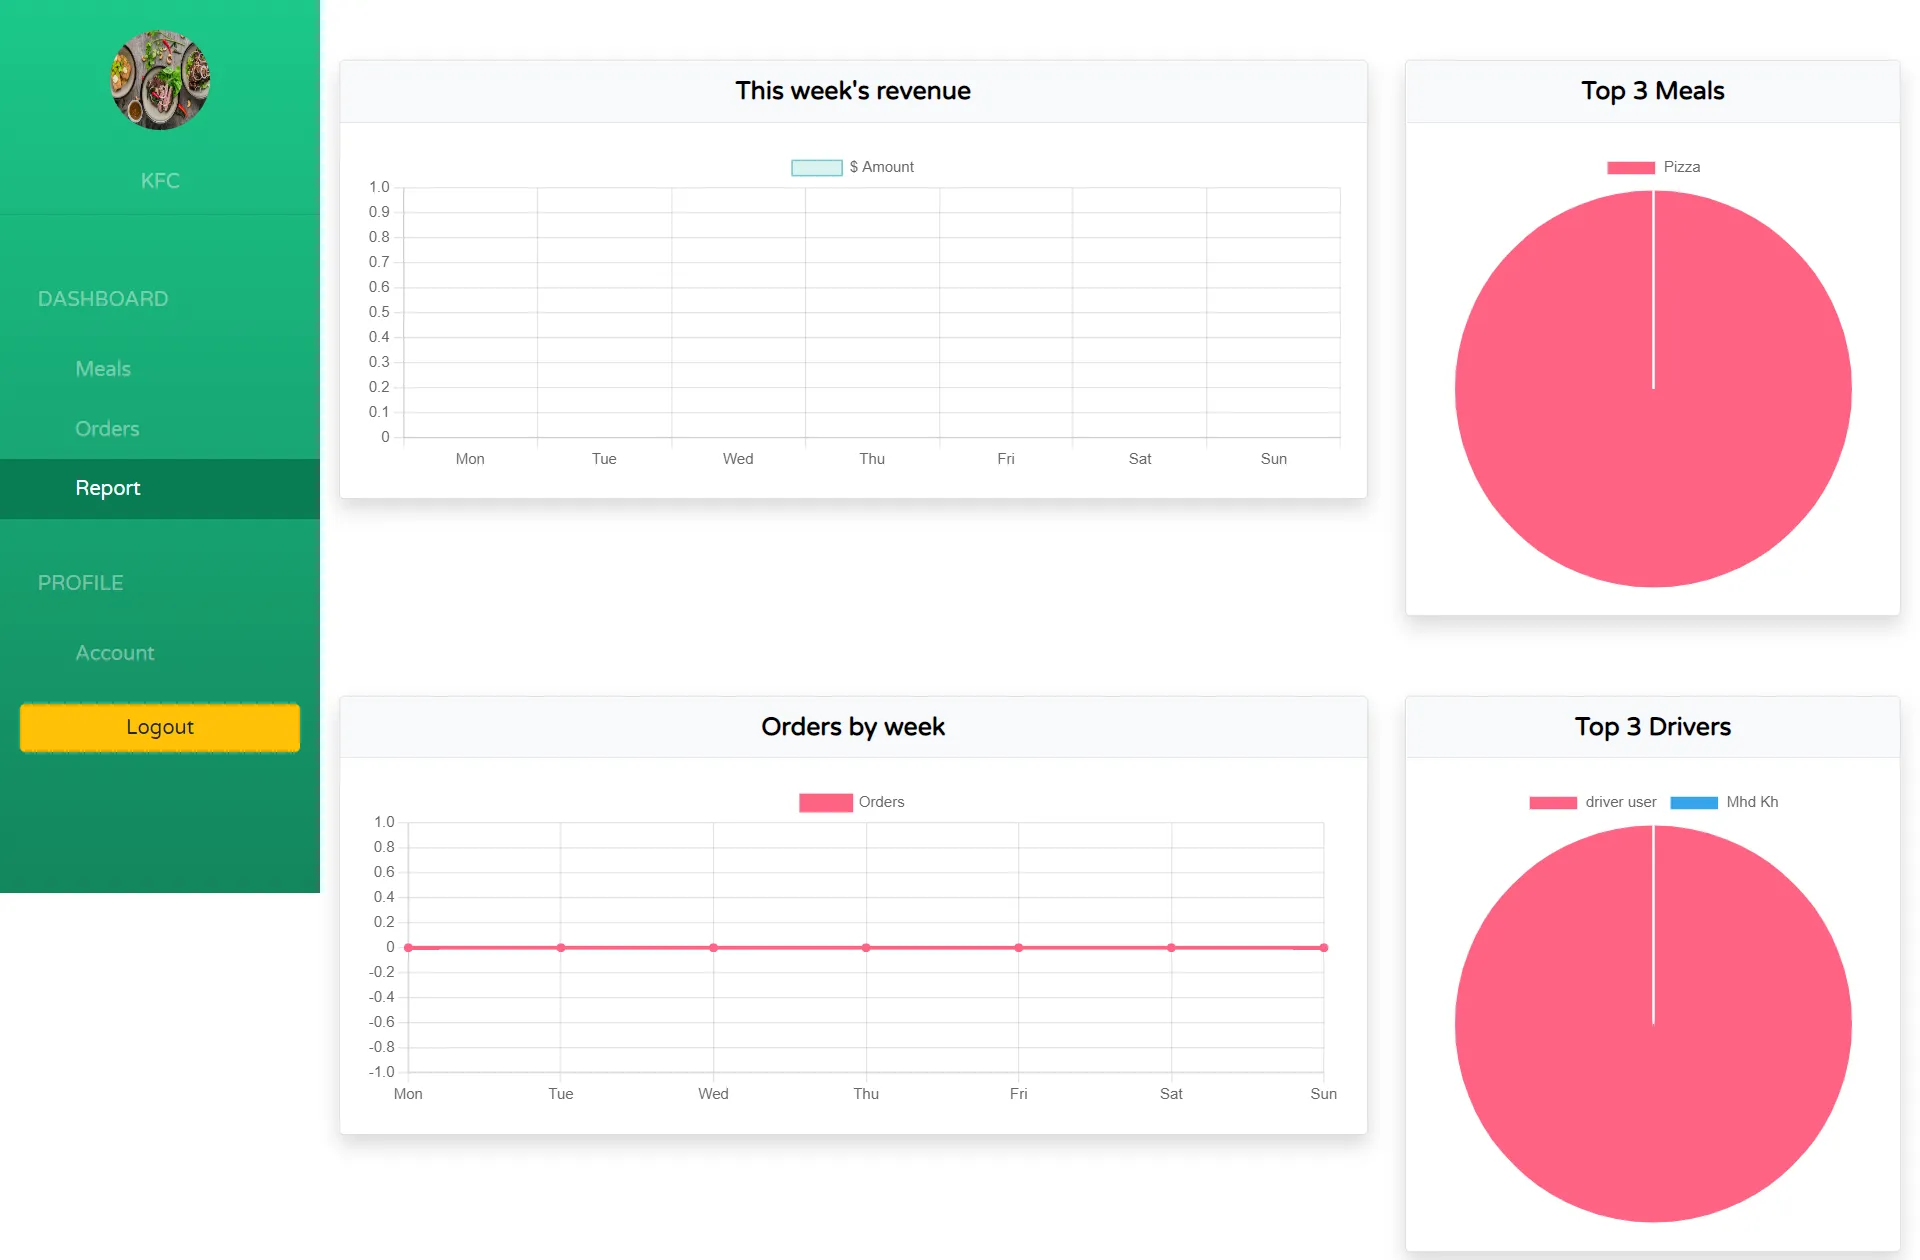 KFC
DASHBOARD
Meals
Orders
Report
PROFILE
Account
Logout
This week's revenue
$ Amount
1.0
0.9
0.8
0.7
0.6
0.5
0.4
0.3
0.2
0.1
0
Mon Tue Wed Thu Fri Sat Sun
Top 3 Meals
Pizza
Orders by week
Orders
1.0
0.8
0.6
0.4
0.2
0
-0.2
-0.4
-0.6
-0.8
-1.0
Mon Tue Wed Thu Fri Sat Sun
Top 3 Drivers
driver user Mhd Kh